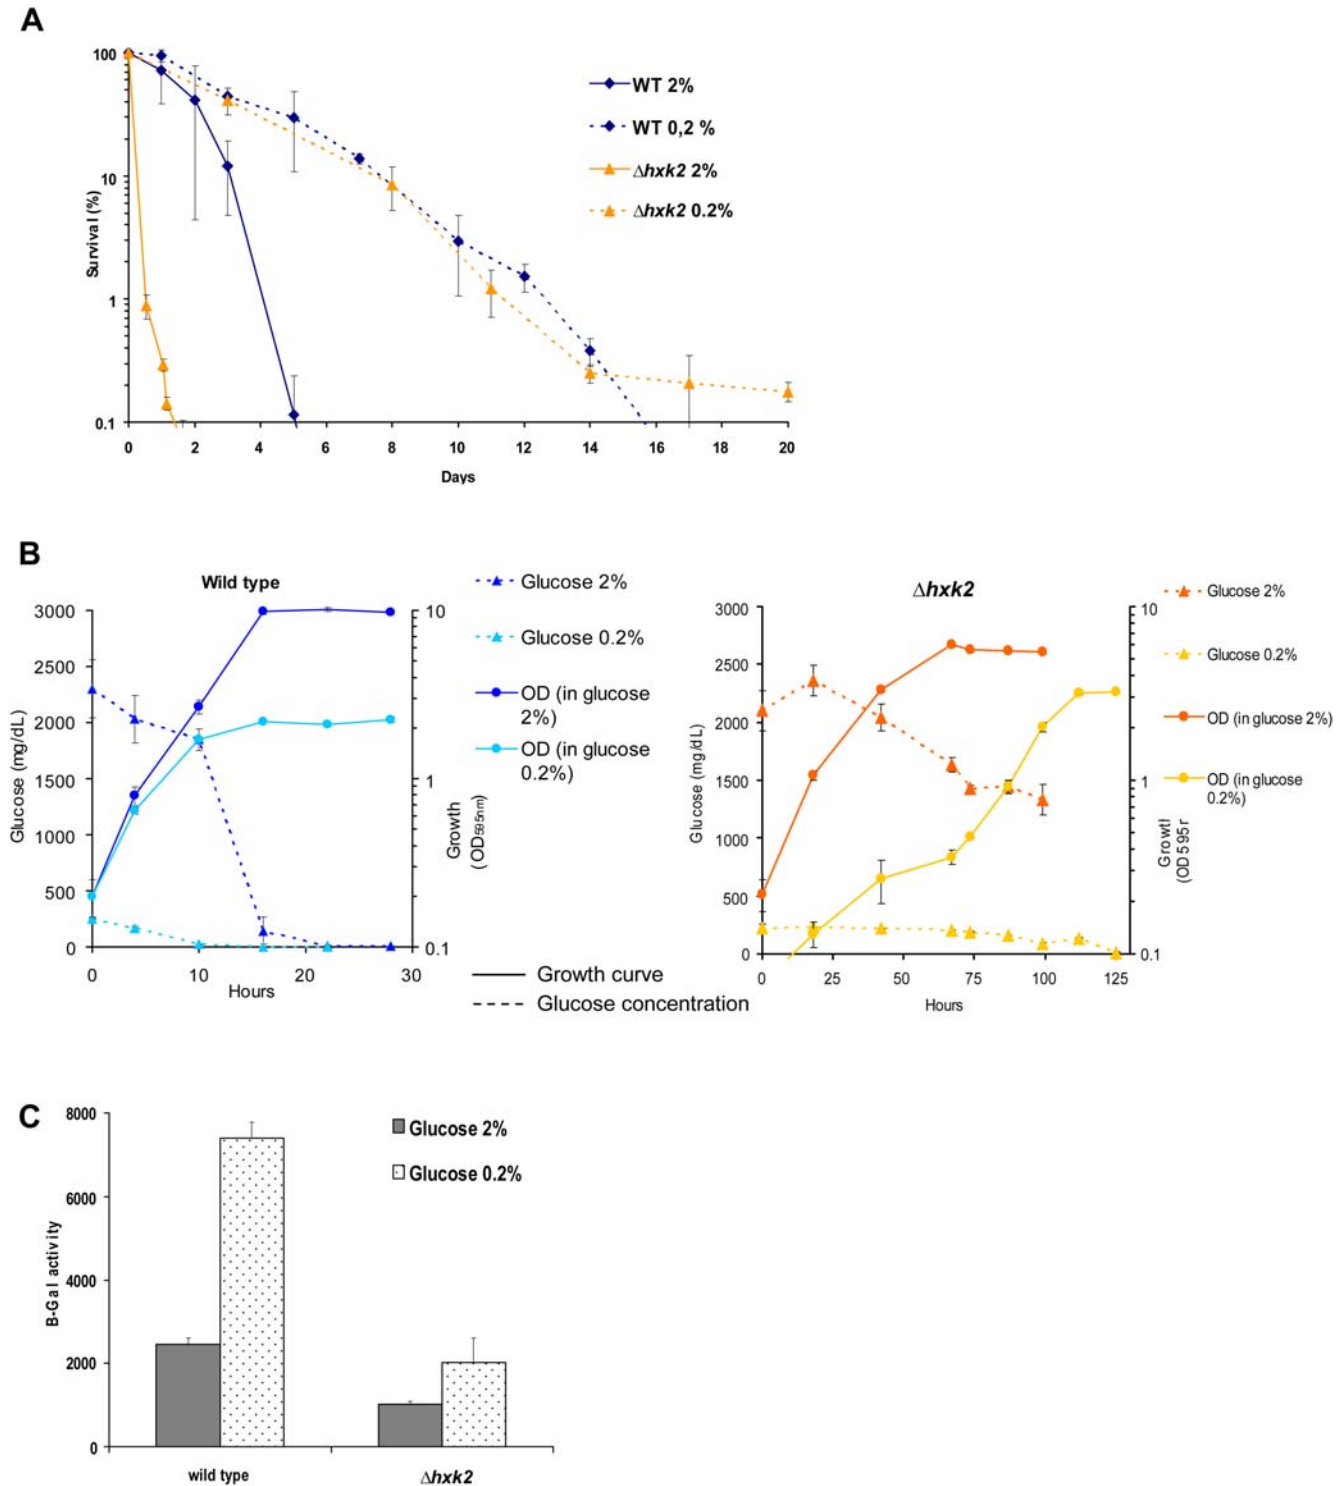 A
100
10
1
0.1
Survival (%)
0 2 4 6 8 10 12 14 16 18 20
Days
WT 2%
WT 0,2 %
Δhxk2 2%
Δhxk2 0.2%
B
Wild type
3000
2500
2000
1500
1000
500
0
Glucose (mg/dL)
0 10 20 30
Hours
10
1
0.1
Growth
(OD595nm)
Glucose 2%
Glucose 0.2%
OD (in glucose
2%)
OD (in glucose
0.2%)
Growth curve
Glucose concentration
Δhxk2
3000
2500
2000
1500
1000
500
0
Glucose (mg/dL)
0 25 50 75 100 125
Hours
10
1
0.1
Growtl
(OD595r
Glucose 2%
Glucose 0.2%
OD (in glucose 2%)
OD (in glucose
0.2%)
C
8000
6000
4000
2000
0
B-Gal activity
wild type Δhxk2
Glucose 2%
Glucose 0.2%